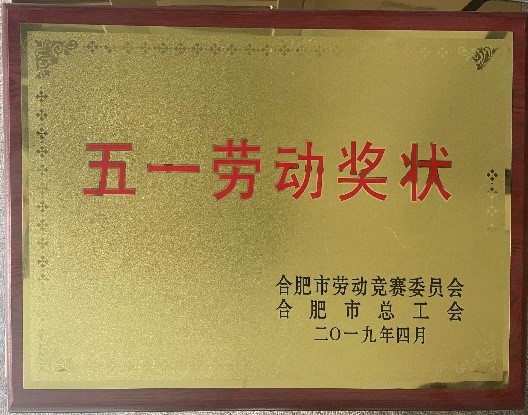 五一劳动奖状
合肥市劳动竞赛委员会
合肥市总工会
二〇一九年四月